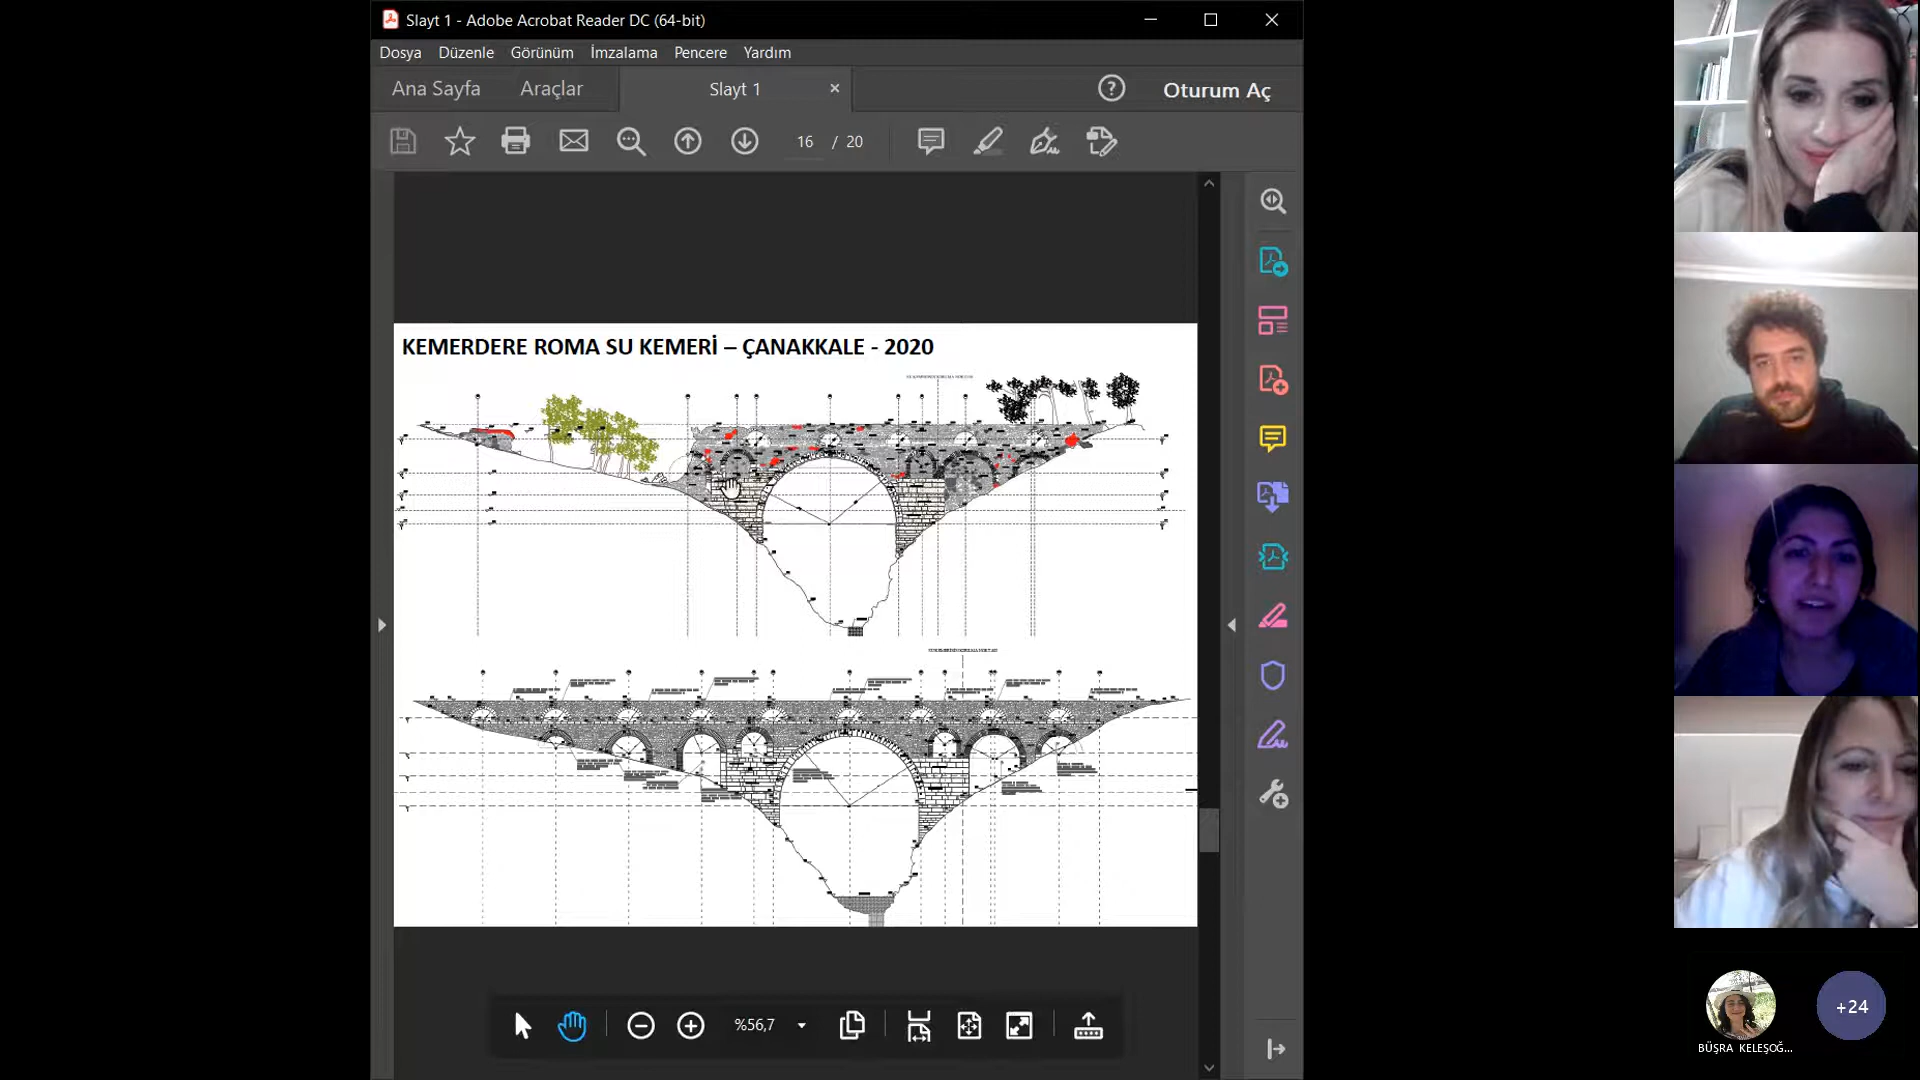 Slayt 1 - Adobe Acrobat Reader DC (64-bit)
Dosya Düzenle Görünüm İmzalama Pencere Yardım
Ana Sayfa Araçlar Slayt 1 Oturum Aç
16 / 20
KEMERDERE ROMA SU KEMERİ – ÇANAKKALE - 2020
%56,7
+24
BÜŞRA KELEŞOĞ...